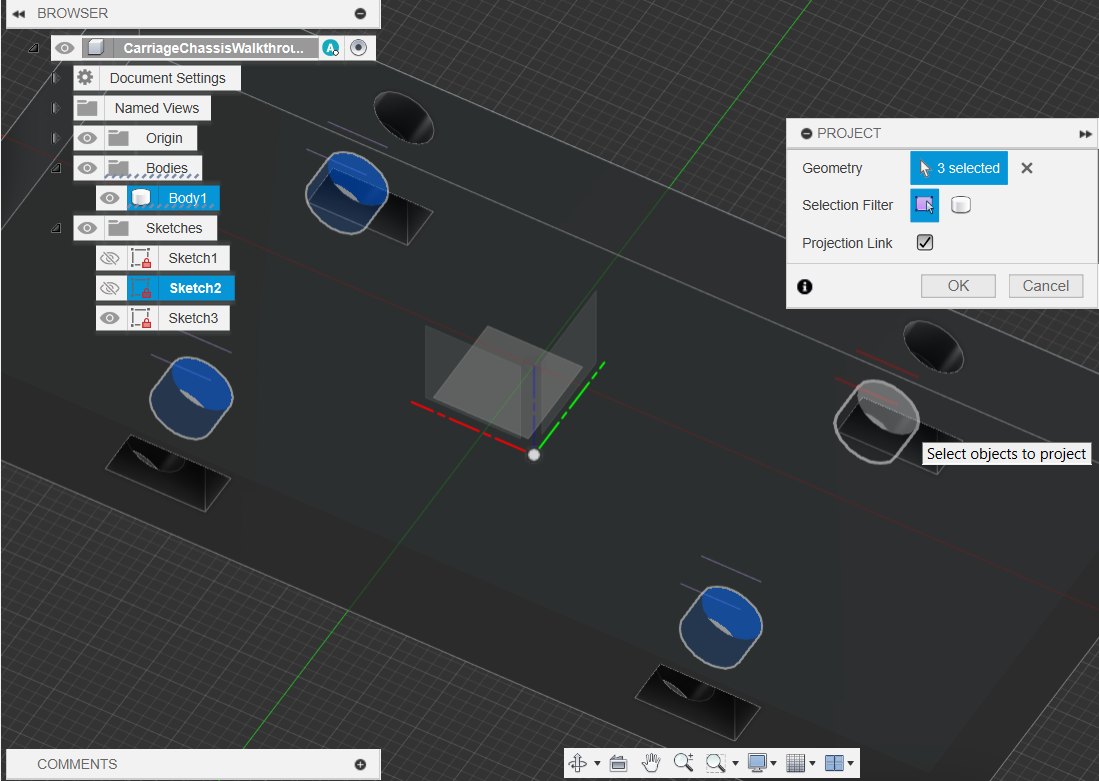 BROWSER
CarriageChassisWalkthrou... A
Document Settings
Named Views
Origin
Bodies
Body1
Sketches
Sketch1
Sketch2
Sketch3
PROJECT
Geometry 3 selected
Selection Filter
Projection Link
OK Cancel
Select objects to project
COMMENTS